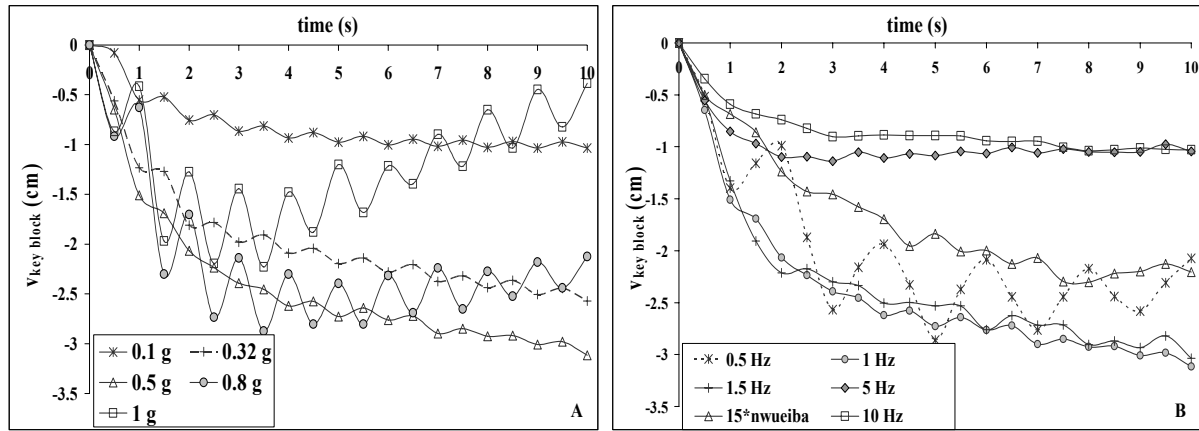 time (s)
0
0 1 2 3 4 5 6 7 8 9 10
-0,5
-1
-1,5
-2
-2,5
-3
-3,5
v key block (cm)
0.1 g 0.32 g
0.5 g 0.8 g
1 g
A
time (s)
0
0 1 2 3 4 5 6 7 8 9 10
-0.5
-1
-1.5
-2
-2.5
-3
-3.5
v key block (cm)
0.5 Hz 1 Hz
1.5 Hz 5 Hz
15*nwueiba 10 Hz
B